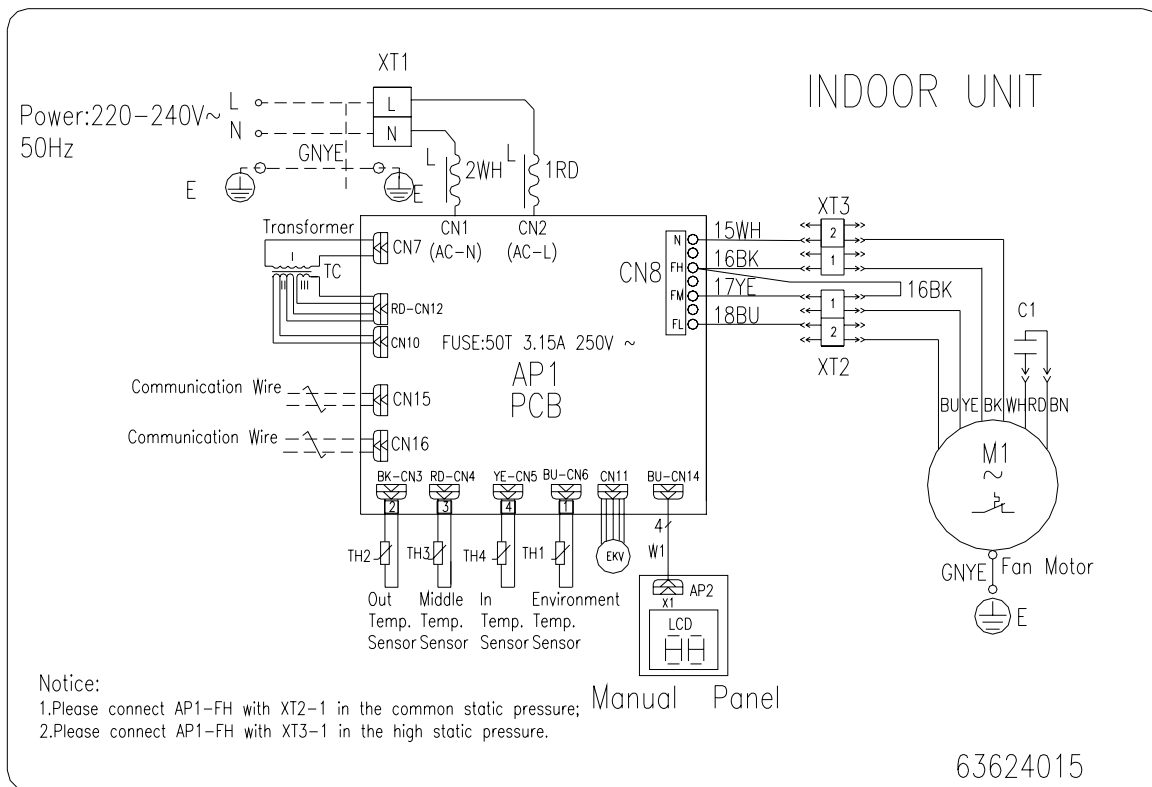 INDOOR UNIT
XT1
Power:220-240V~
50Hz
L
N
L
N
GNYE
E
E
L
2WH
L
1RD
CN1
(AC-N)
CN2
(AC-L)
Transformer
I
TC
II
III
CN7
RD-CN12
CN10
FUSE:50T 3.15A 250V ~
AP1
PCB
CN8
N
FH
FM
FL
15WH
16BK
17YE
18BU
16BK
XT3
2
1
1
2
XT2
C1
Communication Wire
CN15
Communication Wire
CN16
BU YE BK WH RD BN
M1
~
GNYE
Fan Motor
E
BK-CN3
RD-CN4
YE-CN5
BU-CN6
CN11
BU-CN14
2
3
4
1
TH2
TH3
TH4
TH1
EKV
4
W1
Out
Temp.
Sensor
Middle
Temp.
Sensor
In
Temp.
Sensor
Environment
Temp.
Sensor
AP2
X1
LCD
Manual Panel
Notice:
1.Please connect AP1-FH with XT2-1 in the common static pressure;
2.Please connect AP1-FH with XT3-1 in the high static pressure.
63624015